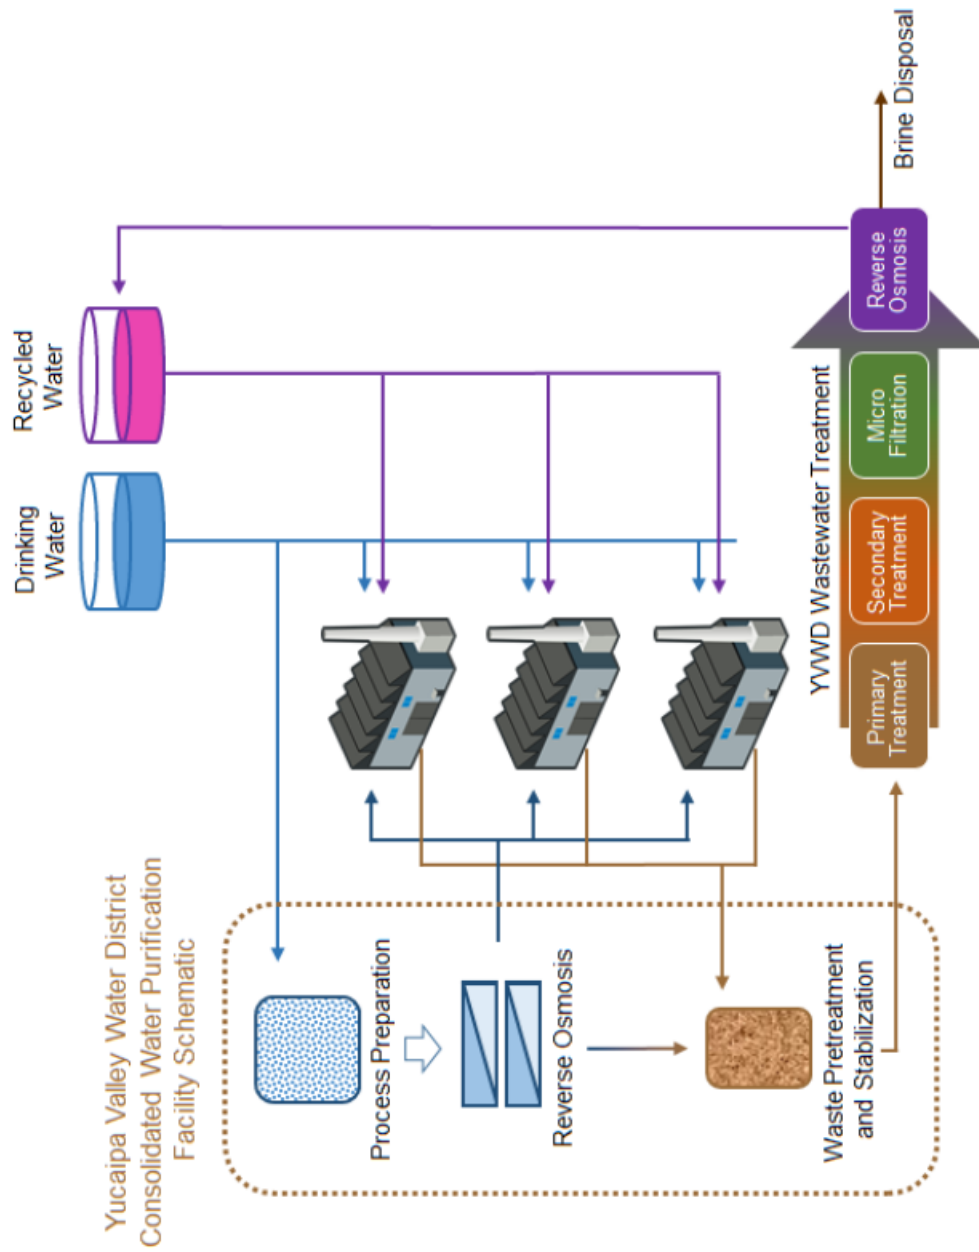 Yucaipa Valley Water District
Consolidated Water Purification
Facility Schematic
Drinking
Water
Recycled
Water
Process Preparation
Reverse Osmosis
Waste Pretreatment
and Stabilization
YVWD Wastewater Treatment
Primary
Treatment
Secondary
Treatment
Micro
Filtration
Reverse
Osmosis
Brine Disposal